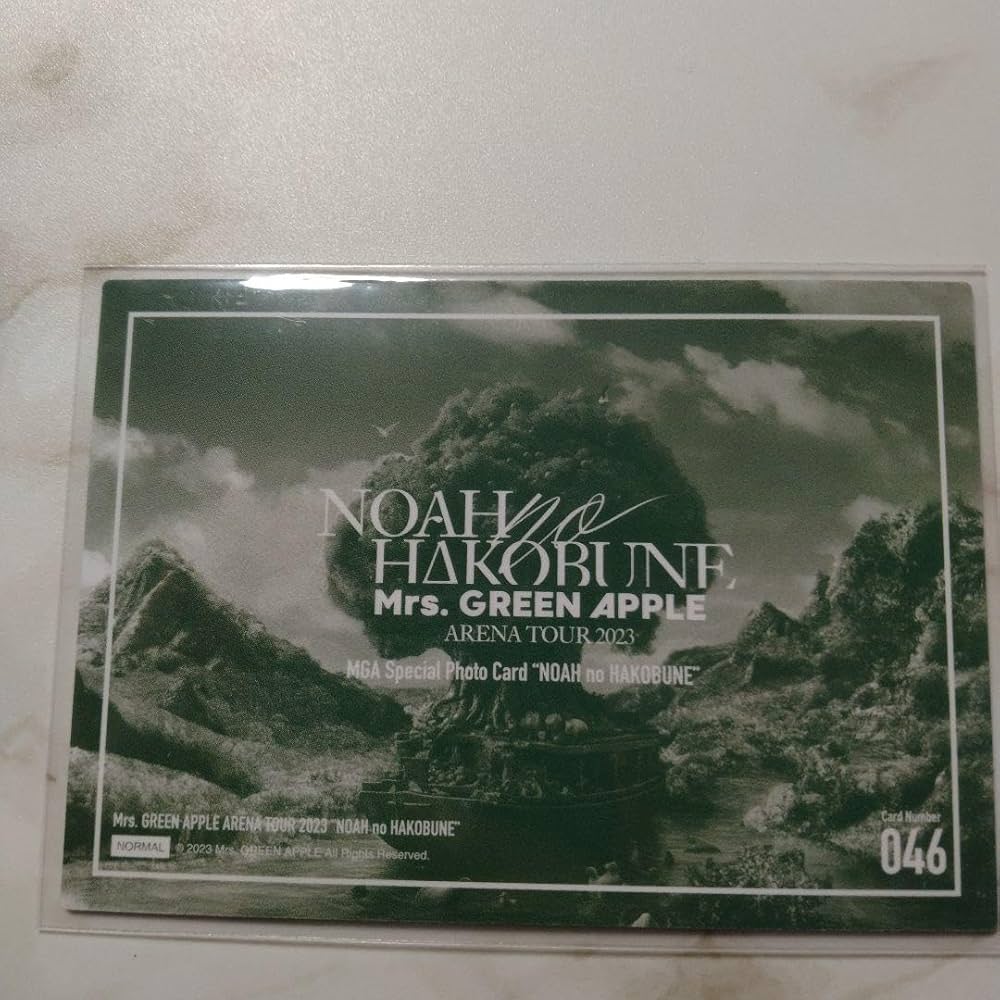 NOAH no
HAKOBUNE
Mrs. GREEN APPLE
ARENA TOUR 2023
MGA Special Photo Card "NOAH no HAKOBUNE"
Mrs. GREEN APPLE ARENA TOUR 2023 "NOAH no HAKOBUNE"
NORMAL © 2023 Mrs. GREEN APPLE All Rights Reserved.
Card Number
046